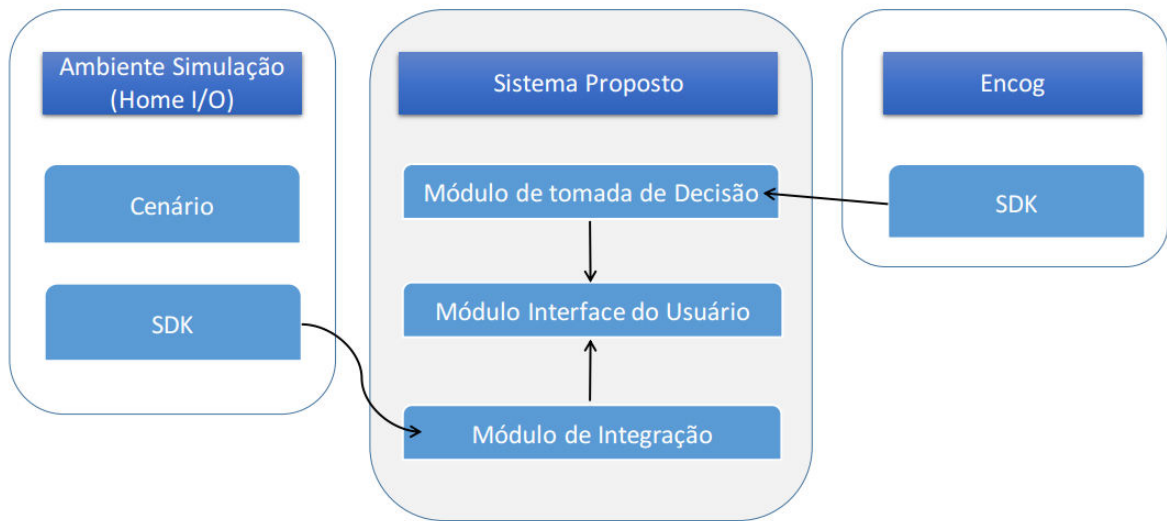 Ambiente Simulação
(Home I/O)
Cenário
SDK
Sistema Proposto
Módulo de tomada de Decisão
Módulo Interface do Usuário
Módulo de Integração
Encog
SDK